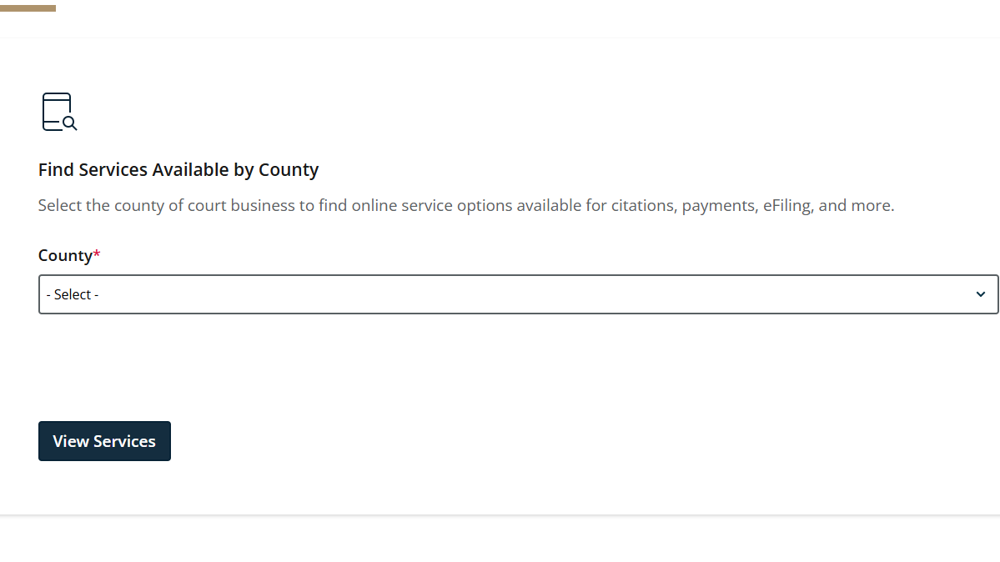 Find Services Available by County
Select the county of court business to find online service options available for citations, payments, eFiling, and more.
County*
- Select -
View Services